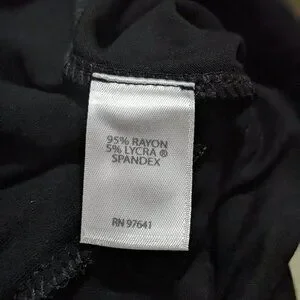 95% RAYON
5% LYCRA ®
SPANDEX
RN 97641